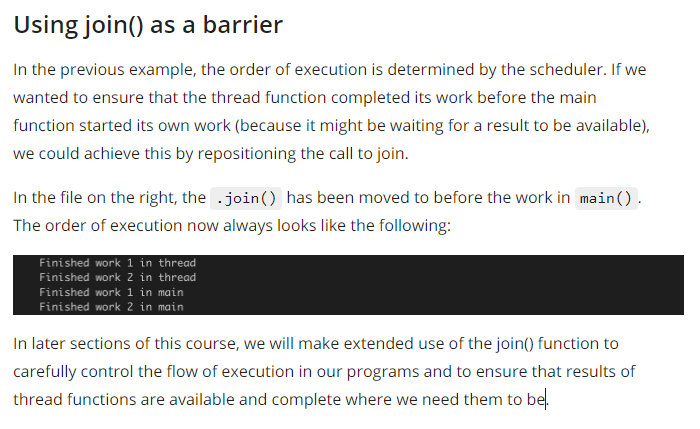 Using join() as a barrier
In the previous example, the order of execution is determined by the scheduler. If we
wanted to ensure that the thread function completed its work before the main
function started its own work (because it might be waiting for a result to be available),
we could achieve this by repositioning the call to join.
In the file on the right, the .join() has been moved to before the work in main().
The order of execution now always looks like the following:
Finished work 1 in thread
Finished work 2 in thread
Finished work 1 in main
Finished work 2 in main
In later sections of this course, we will make extended use of the join() function to
carefully control the flow of execution in our programs and to ensure that results of
thread functions are available and complete where we need them to be.